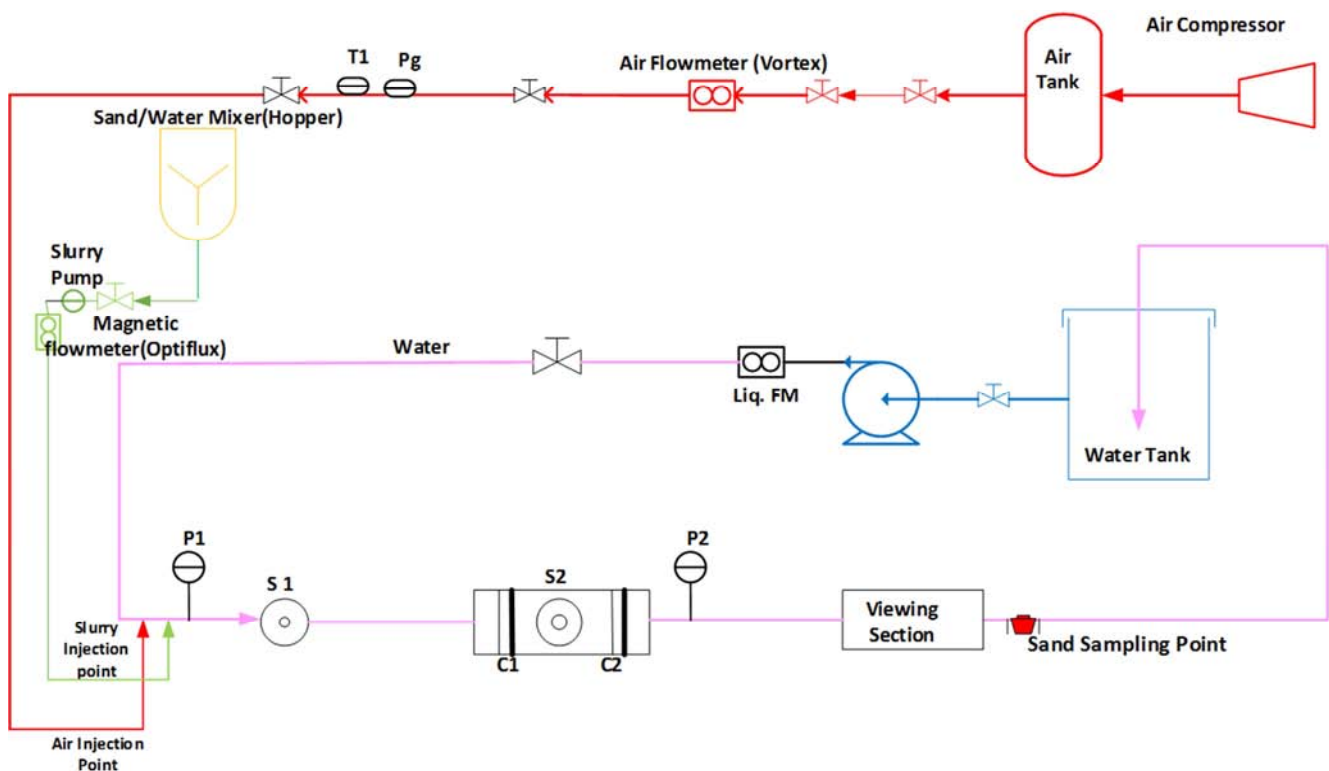 Air Compressor
T1
Pg
Air Flowmeter (Vortex)
Air
Tank
Sand/Water Mixer(Hopper)
Slurry
Pump
Magnetic
flowmeter(Optiflux)
Water
Liq. FM
Water Tank
P1
S 1
S2
P2
Viewing
Section
C1
C2
Sand Sampling Point
Slurry
Injection
point
Air Injection
Point